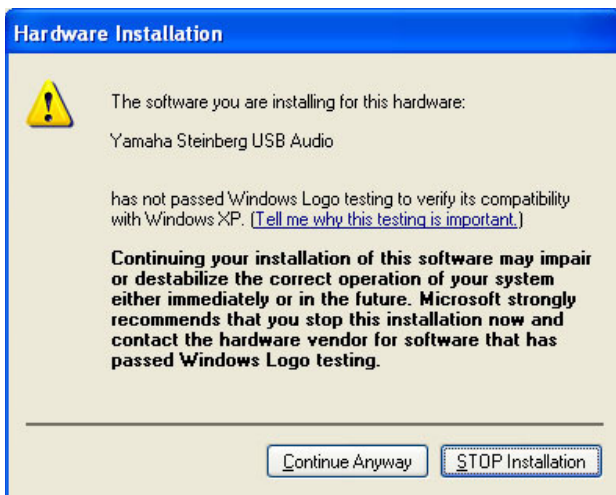 Hardware Installation
The software you are installing for this hardware:
Yamaha Steinberg USB Audio
has not passed Windows Logo testing to verify its compatibility
with Windows XP. (Tell me why this testing is important.)
Continuing your installation of this software may impair
or destabilize the correct operation of your system
either immediately or in the future. Microsoft strongly
recommends that you stop this installation now and
contact the hardware vendor for software that has
passed Windows Logo testing.
Continue Anyway
STOP Installation